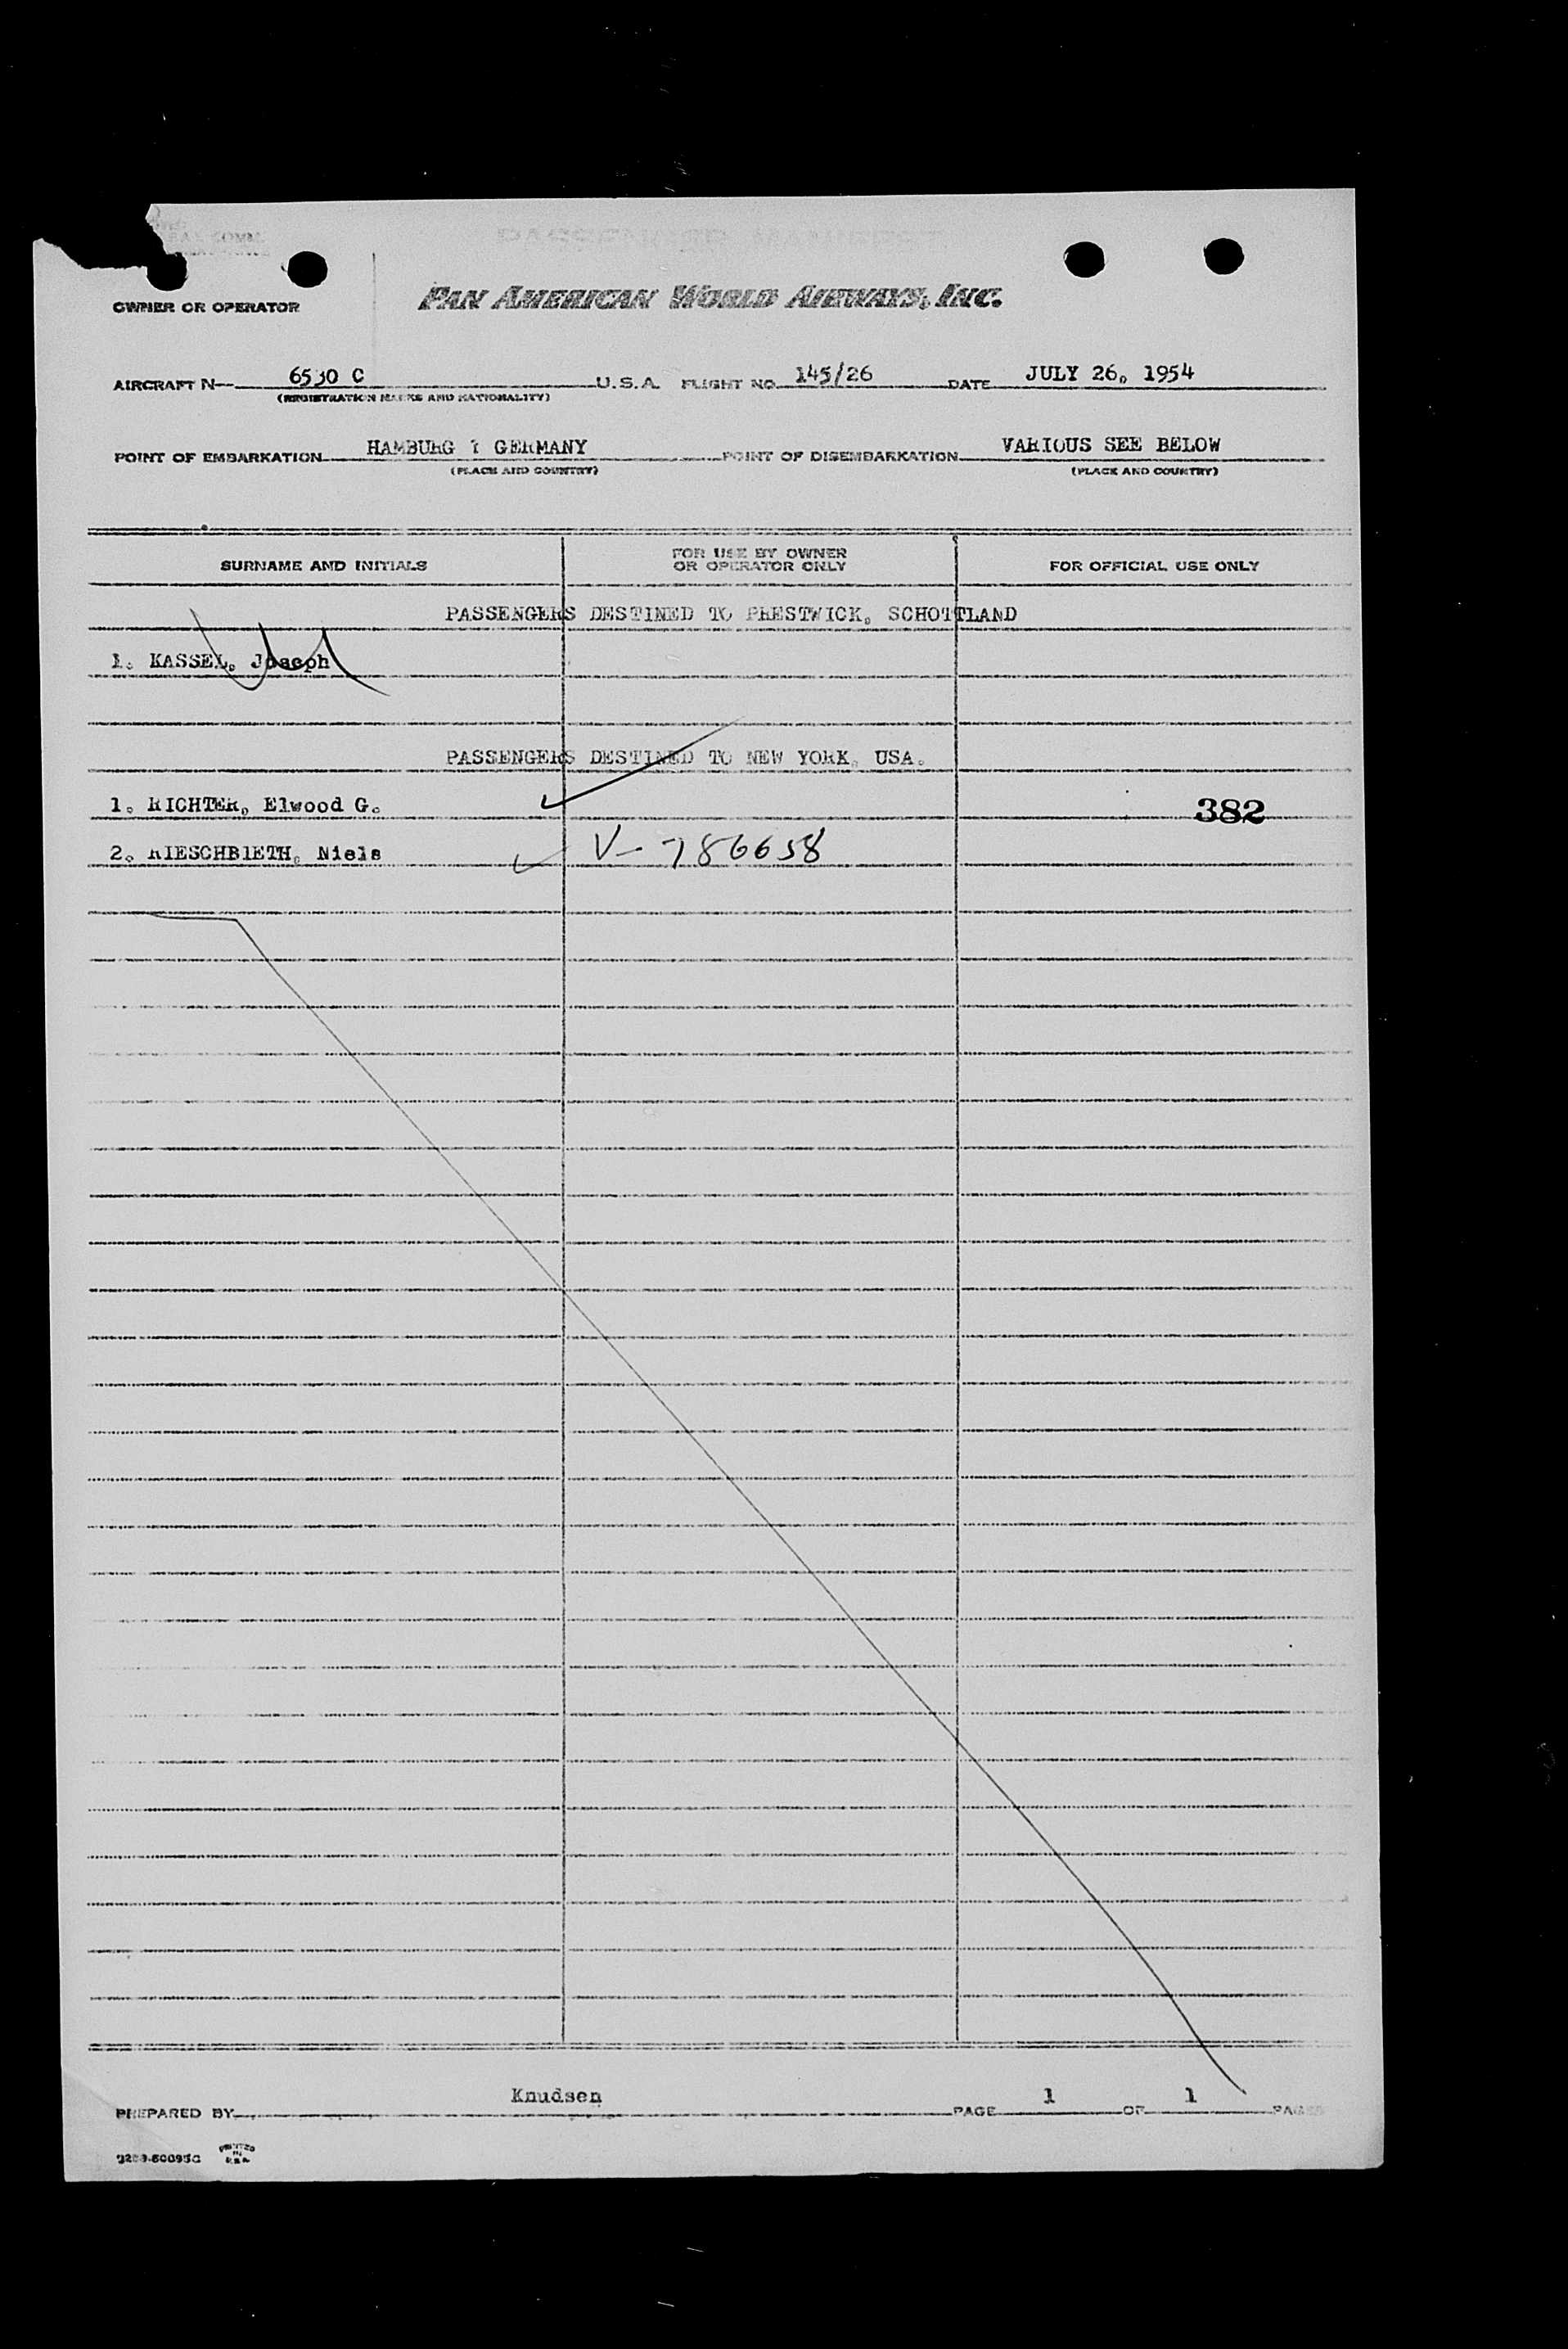 PASSENGER MANIFEST
OWNER OR OPERATOR
PAN AMERICAN WORLD AIRWAYS, INC.
AIRCRAFT N— 6530 C U.S.A. FLIGHT NO. 145/26 DATE JULY 26, 1954
(REGISTRATION MARKS AND NATIONALITY)
POINT OF EMBARKATION HAMBURG GERMANY POINT OF DISEMBARKATION VARIOUS SEE BELOW
(PLACE AND COUNTRY) (PLACE AND COUNTRY)
SURNAME AND INITIALS FOR USE BY OWNER OR OPERATOR ONLY FOR OFFICIAL USE ONLY
PASSENGERS DESTINED TO PRESTWICK, SCHOTTLAND
1. KASSEL, Joseph
PASSENGERS DESTINED TO NEW YORK, USA.
1. RICHTER, Elwood G. 382
2. RIESCHBIETH, Niels V-786658
PREPARED BY Knudsen PAGE 1 OF 1 PAGES
PRINTED
IN
U.S.A.